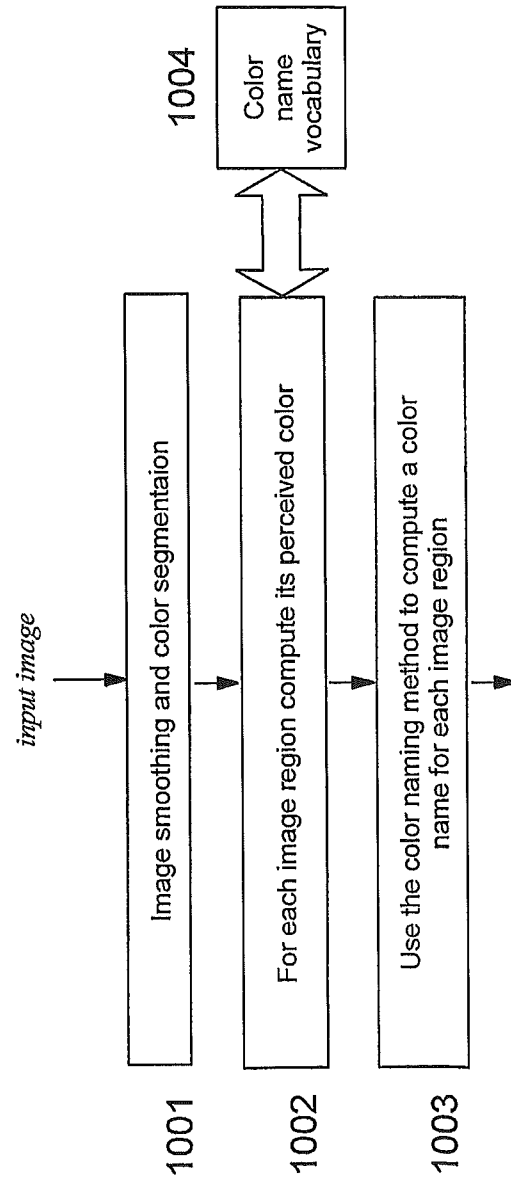 input image
1001
Image smoothing and color segmentaion
1002
For each image region compute its perceived color
1004
Color
name
vocabulary
1003
Use the color naming method to compute a color
name for each image region